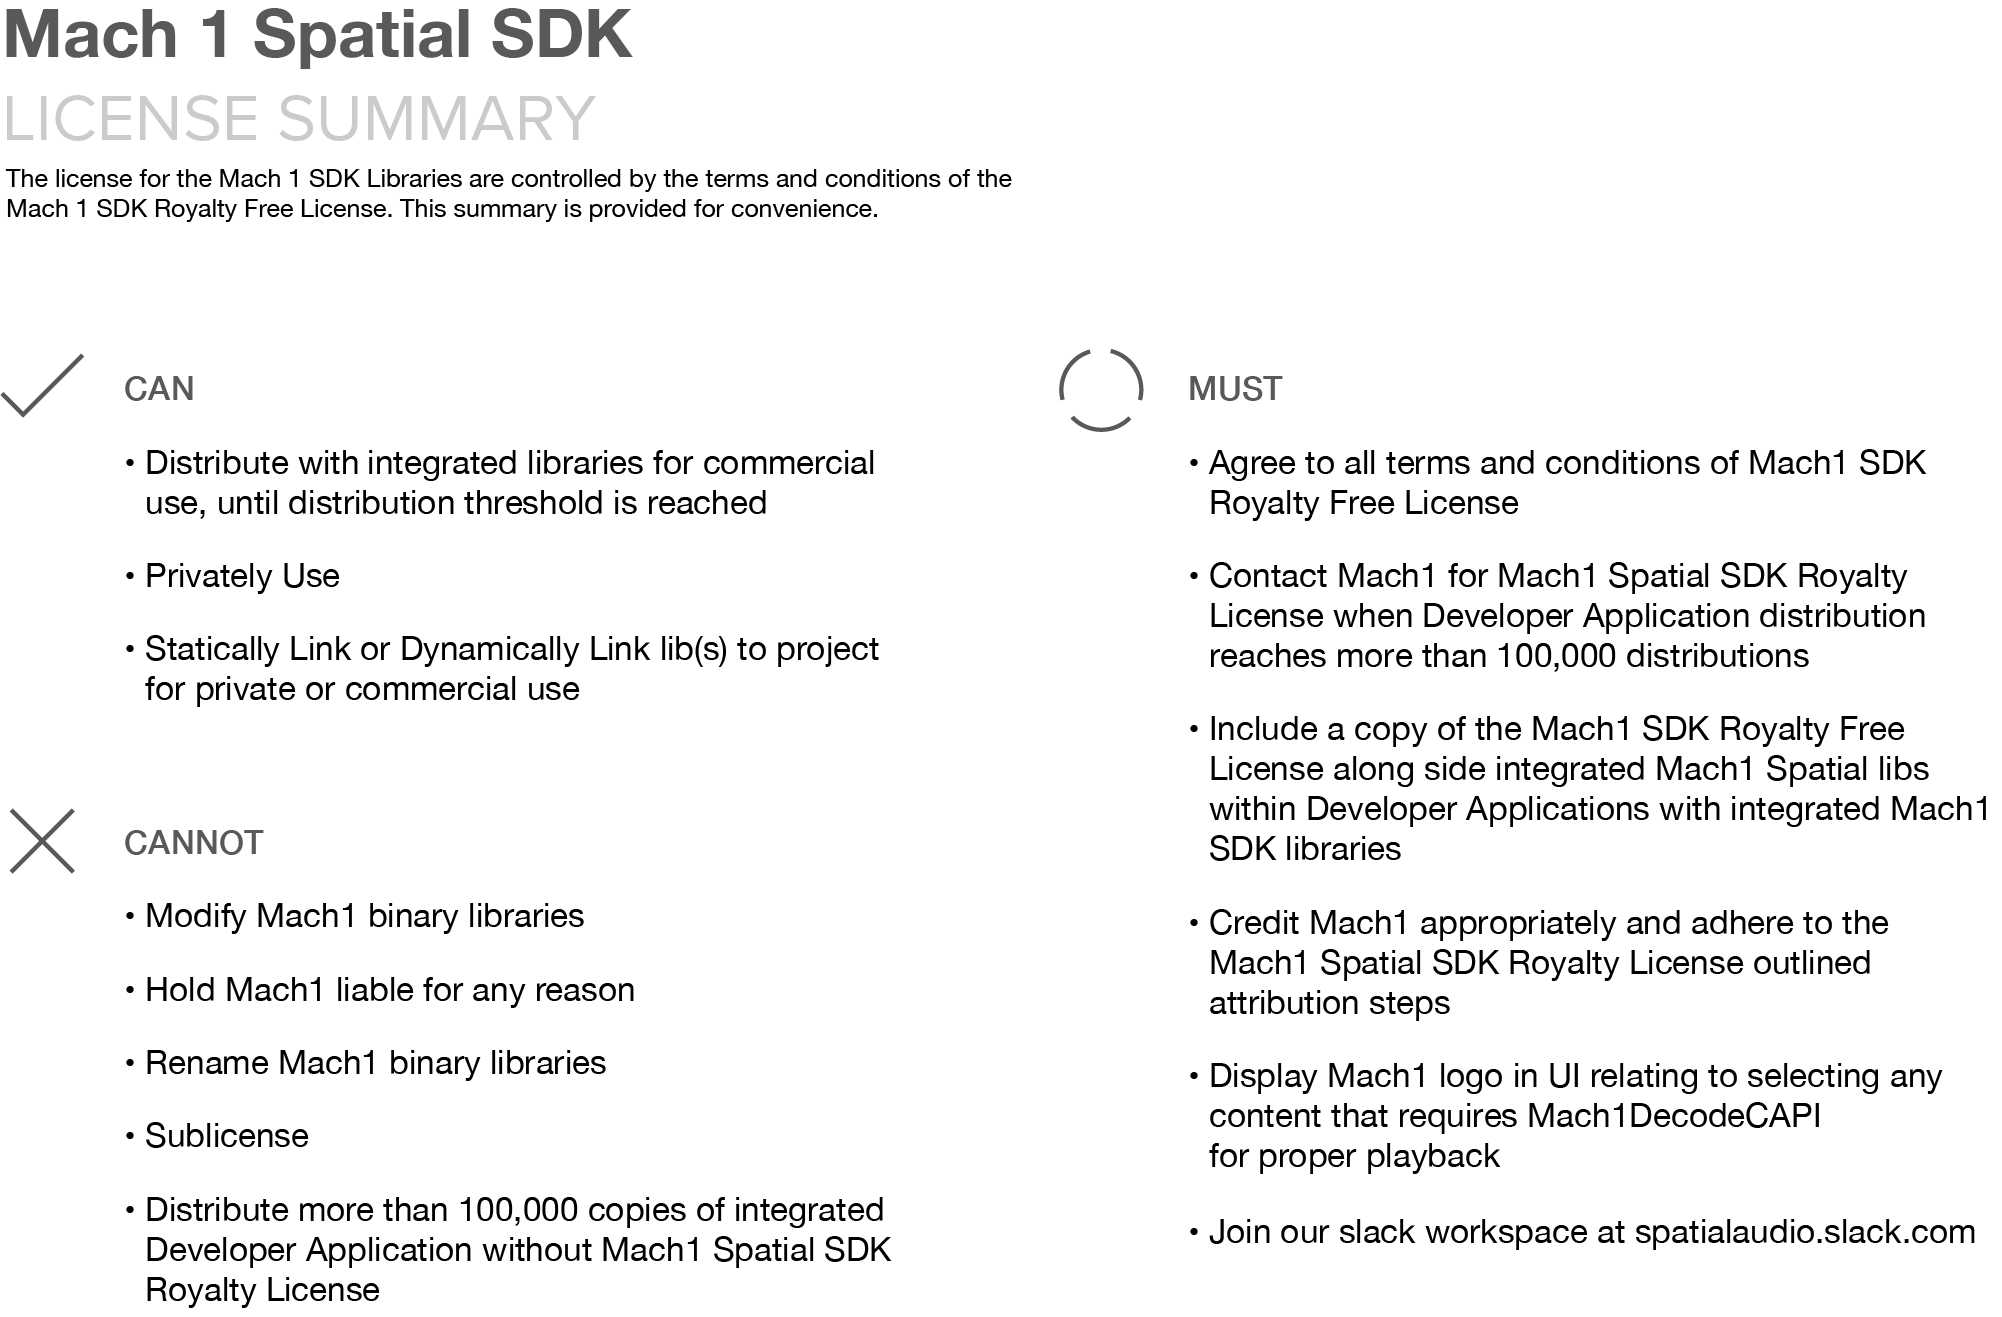 Mach 1 Spatial SDK
LICENSE SUMMARY
The license for the Mach 1 SDK Libraries are controlled by the terms and conditions of the
Mach 1 SDK Royalty Free License. This summary is provided for convenience.
CAN
• Distribute with integrated libraries for commercial
use, until distribution threshold is reached
• Privately Use
• Statically Link or Dynamically Link lib(s) to project
for private or commercial use
CANNOT
• Modify Mach1 binary libraries
• Hold Mach1 liable for any reason
• Rename Mach1 binary libraries
• Sublicense
• Distribute more than 100,000 copies of integrated
Developer Application without Mach1 Spatial SDK
Royalty License
MUST
• Agree to all terms and conditions of Mach1 SDK
Royalty Free License
• Contact Mach1 for Mach1 Spatial SDK Royalty
License when Developer Application distribution
reaches more than 100,000 distributions
• Include a copy of the Mach1 SDK Royalty Free
License along side integrated Mach1 Spatial libs
within Developer Applications with integrated Mach1
SDK libraries
• Credit Mach1 appropriately and adhere to the
Mach1 Spatial SDK Royalty License outlined
attribution steps
• Display Mach1 logo in UI relating to selecting any
content that requires Mach1DecodeCAPI
for proper playback
• Join our slack workspace at spatialaudio.slack.com